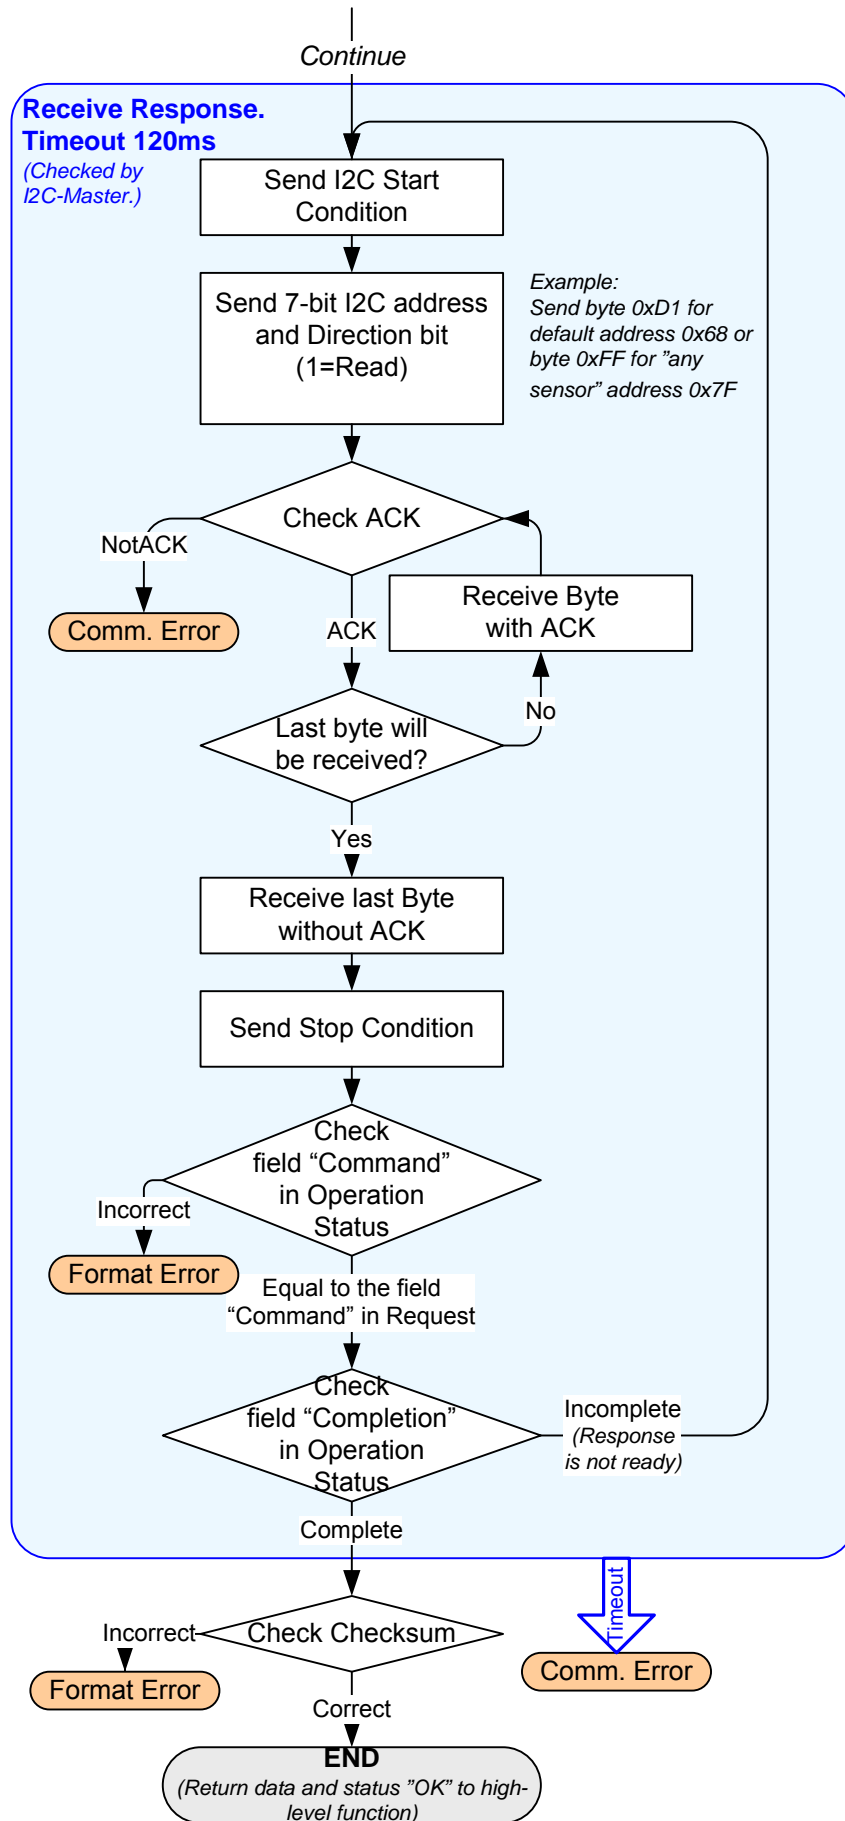 Continue
Receive Response.
Timeout 120ms
(Checked by
I2C-Master.)
Send I2C Start
Condition
Send 7-bit I2C address
and Direction bit
(1=Read)
Example:
Send byte 0xD1 for
default address 0x68 or
byte 0xFF for ”any
sensor” address 0x7F
Check ACK
NotACK
Comm. Error
ACK
Receive Byte
with ACK
Last byte will
be received?
No
Yes
Receive last Byte
without ACK
Send Stop Condition
Check
field “Command”
in Operation
Status
Incorrect
Format Error
Equal to the field
“Command” in Request
Check
field “Completion”
in Operation
Status
Incomplete
(Response
is not ready)
Complete
Timeout
Comm. Error
Check Checksum
Incorrect
Format Error
Correct
END
(Return data and status ”OK” to high-
level function)